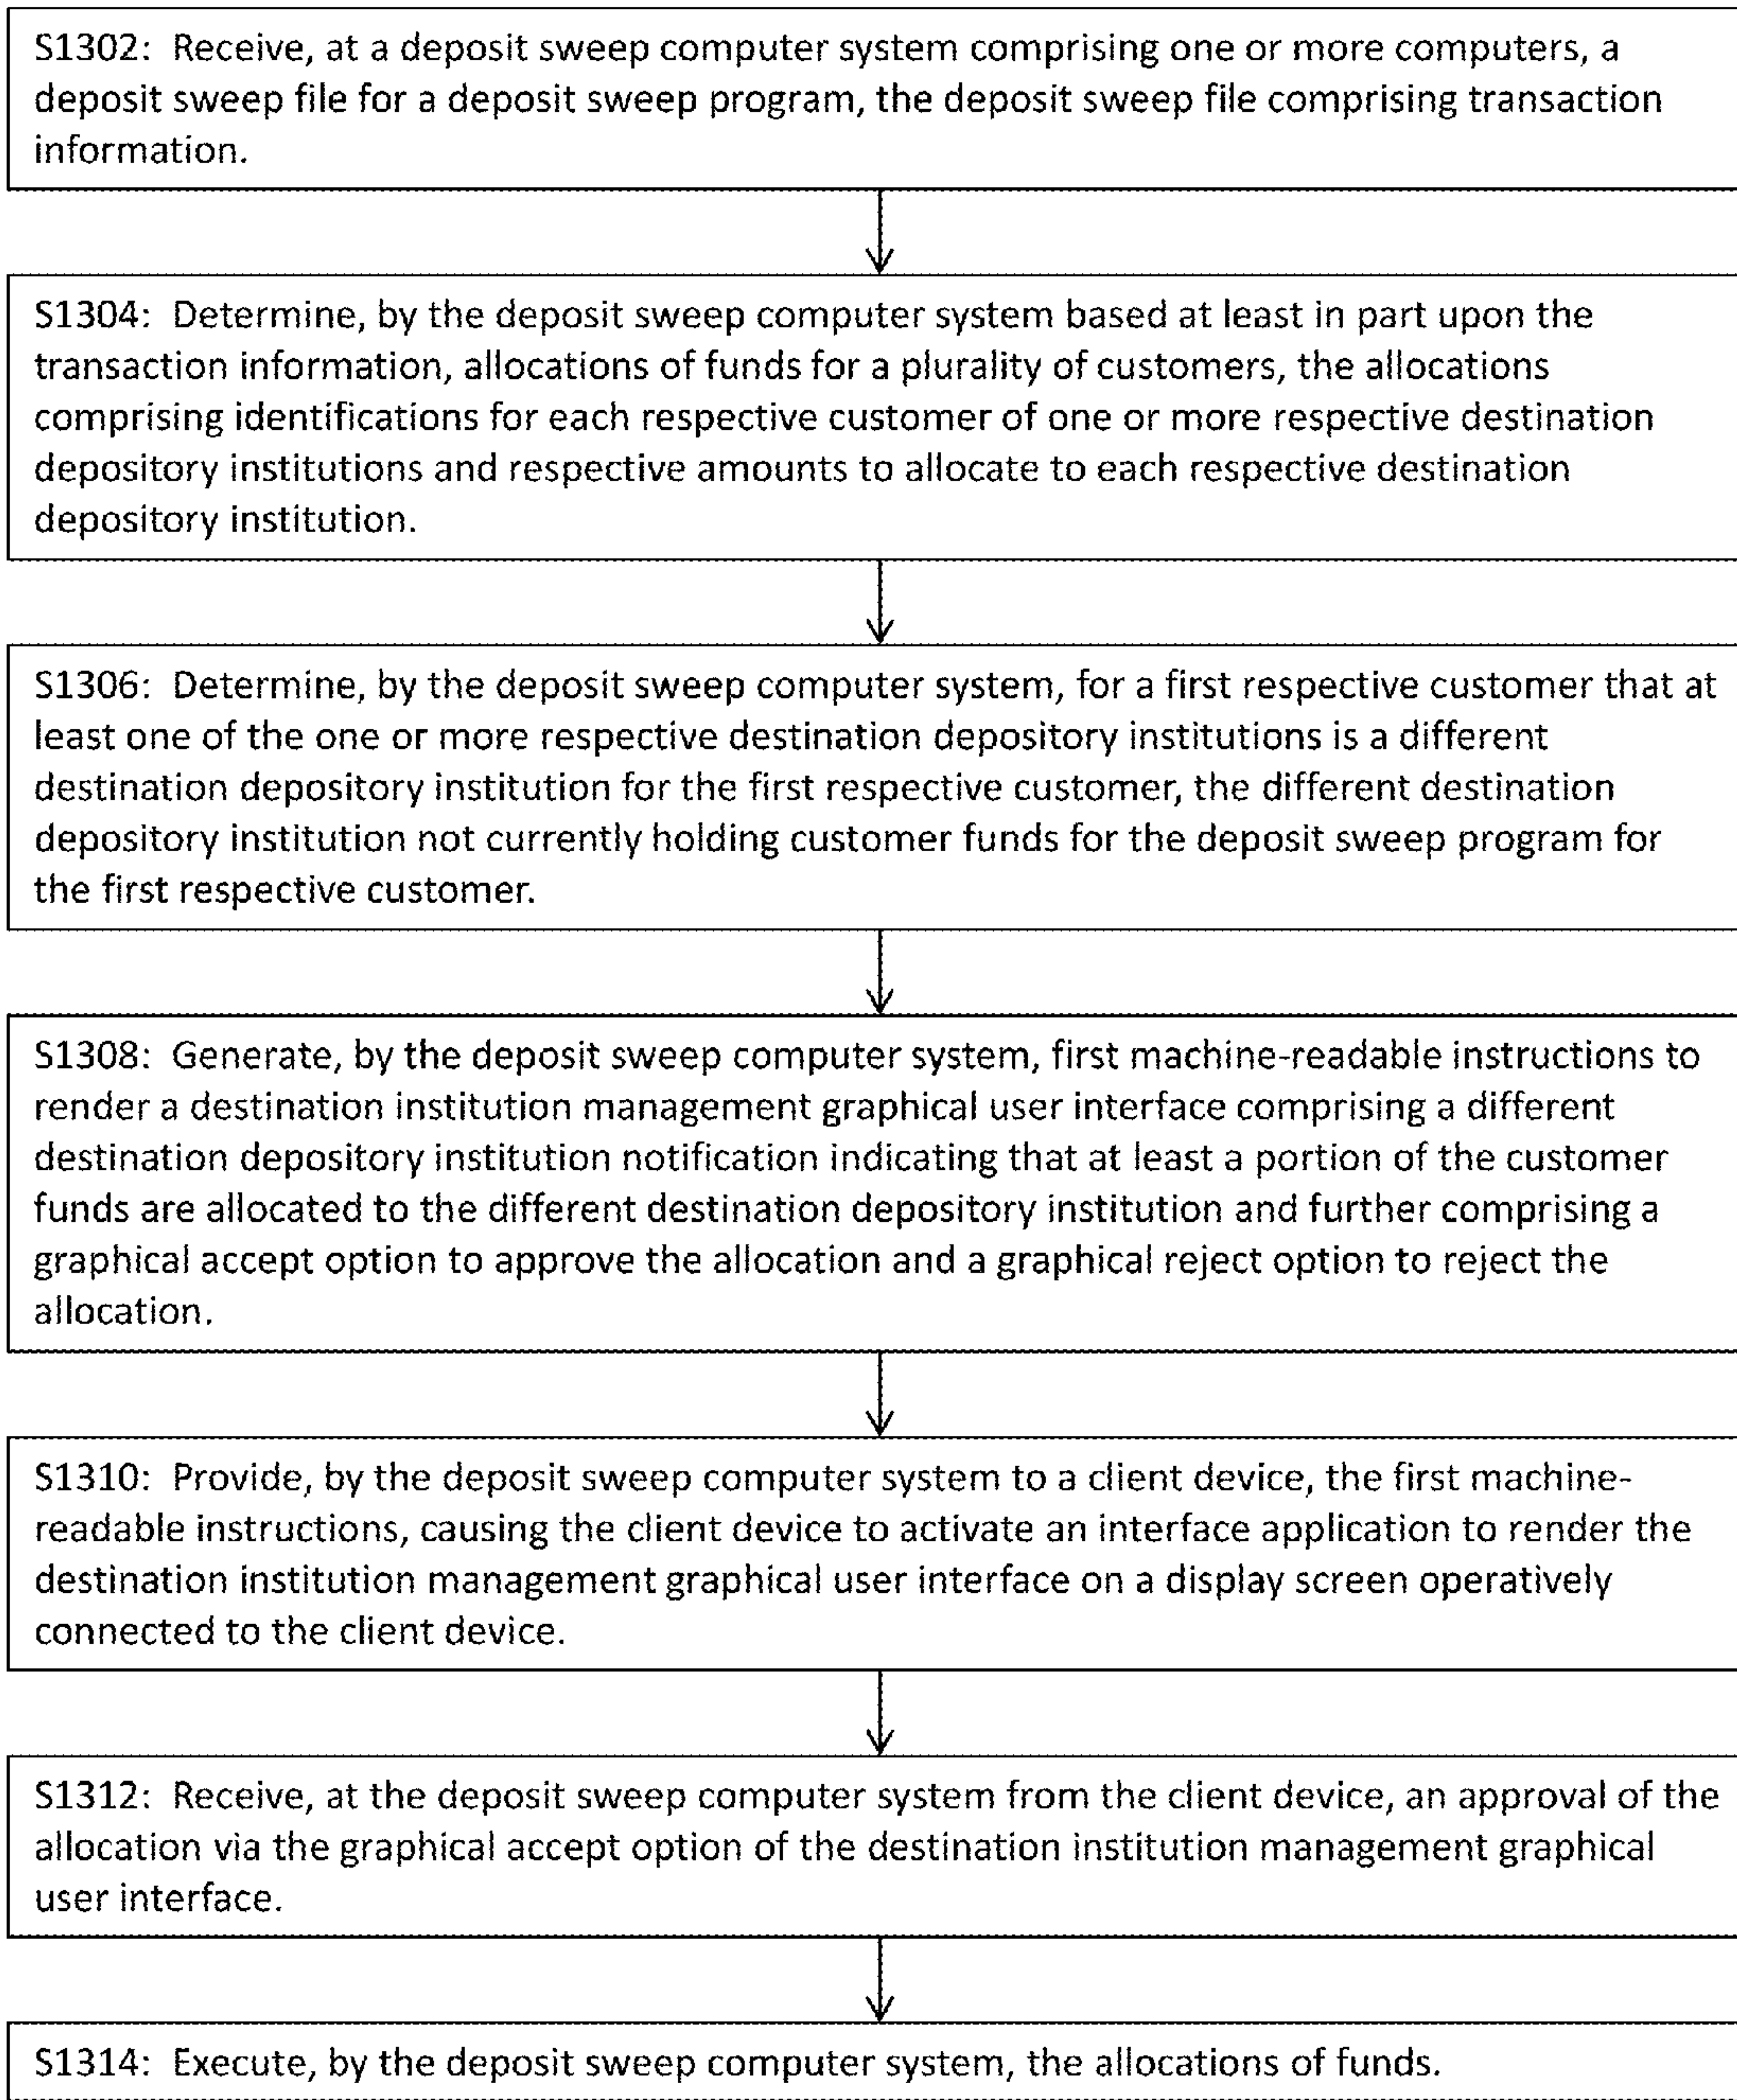 S1302: Receive, at a deposit sweep computer system comprising one or more computers, a
deposit sweep file for a deposit sweep program, the deposit sweep file comprising transaction
information.
S1304: Determine, by the deposit sweep computer system based at least in part upon the
transaction information, allocations of funds for a plurality of customers, the allocations
comprising identifications for each respective customer of one or more respective destination
depository institutions and respective amounts to allocate to each respective destination
depository institution.
S1306: Determine, by the deposit sweep computer system, for a first respective customer that at
least one of the one or more respective destination depository institutions is a different
destination depository institution for the first respective customer, the different destination
depository institution not currently holding customer funds for the deposit sweep program for
the first respective customer.
S1308: Generate, by the deposit sweep computer system, first machine-readable instructions to
render a destination institution management graphical user interface comprising a different
destination depository institution notification indicating that at least a portion of the customer
funds are allocated to the different destination depository institution and further comprising a
graphical accept option to approve the allocation and a graphical reject option to reject the
allocation.
S1310: Provide, by the deposit sweep computer system to a client device, the first machine-
readable instructions, causing the client device to activate an interface application to render the
destination institution management graphical user interface on a display screen operatively
connected to the client device.
S1312: Receive, at the deposit sweep computer system from the client device, an approval of the
allocation via the graphical accept option of the destination institution management graphical
user interface.
S1314: Execute, by the deposit sweep computer system, the allocations of funds.